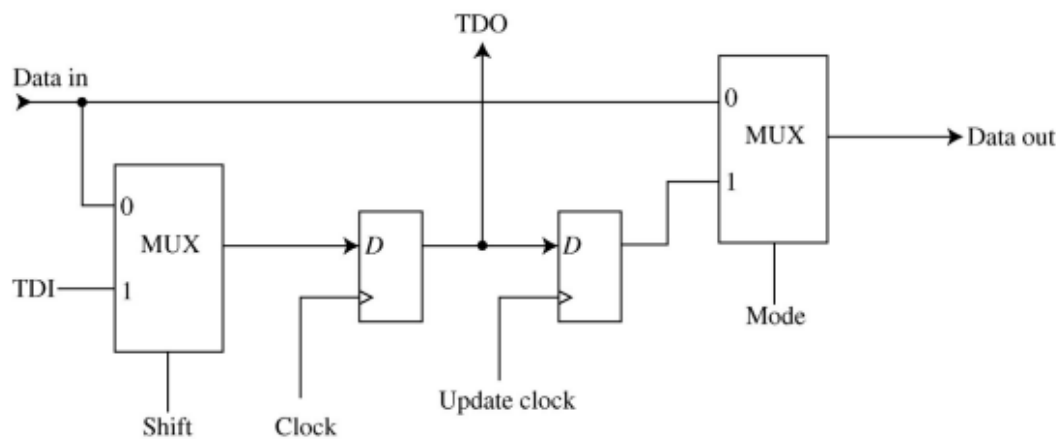 TDO
Data in
0
MUX
Data out
1
0
MUX
D
D
TDI
1
Mode
Update clock
Shift
Clock